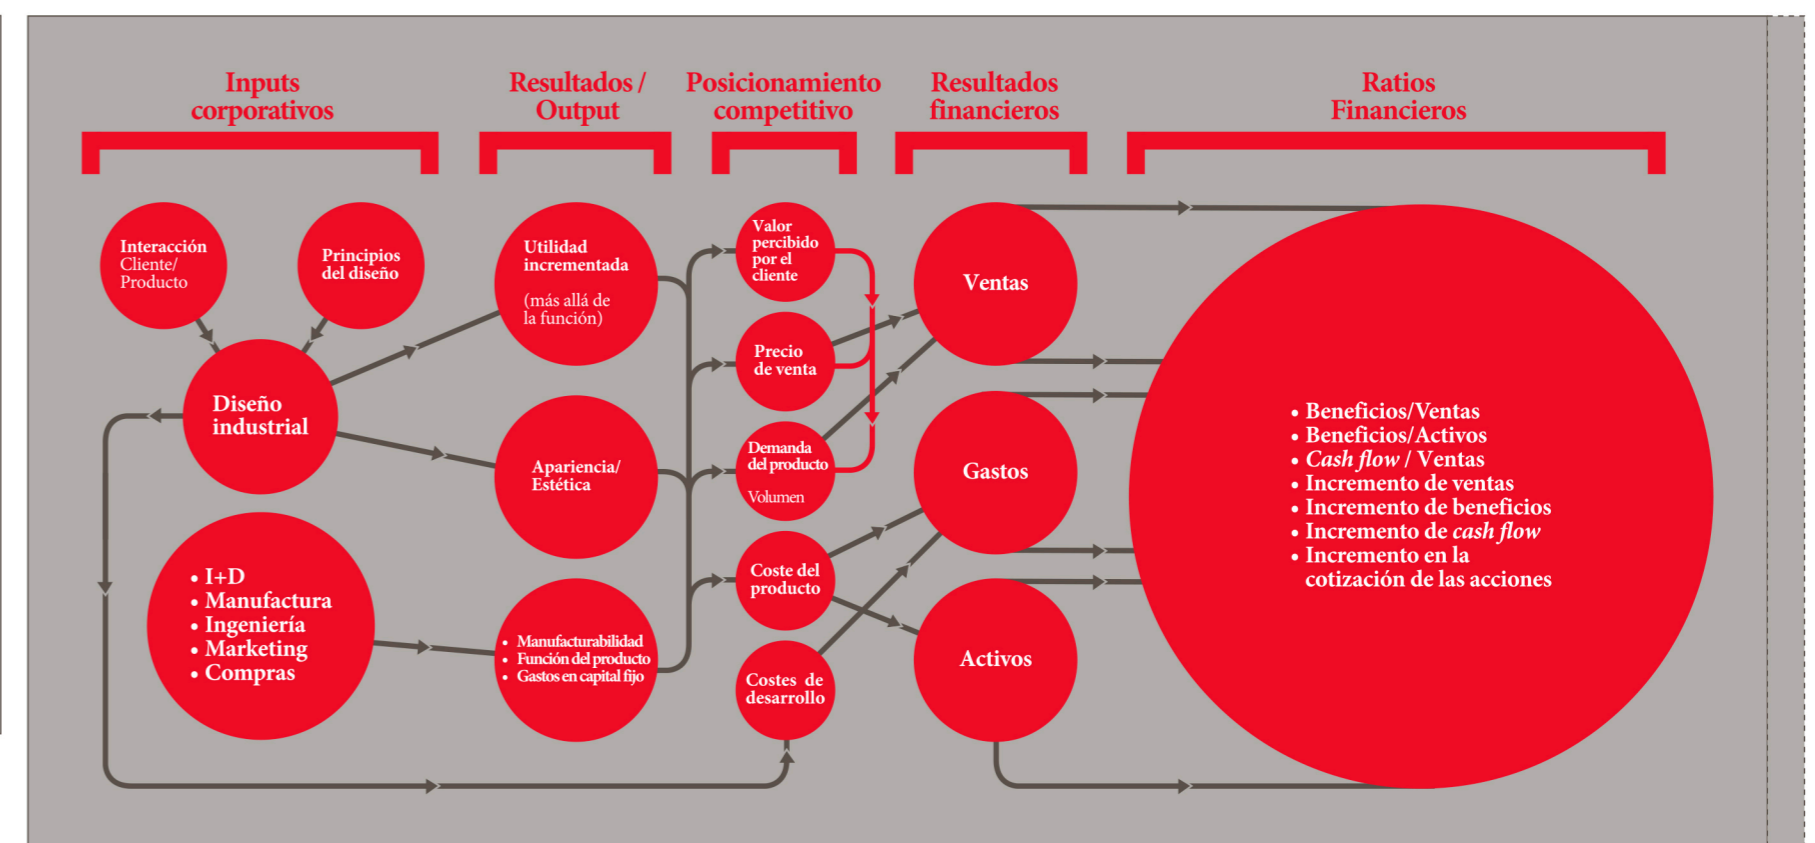 Inputs
corporativos
Resultados /
Output
Posicionamiento
competitivo
Resultados
financieros
Ratios
Financieros
Interacción
Cliente/
Producto
Principios
del diseño
Diseño
industrial
• I+D
• Manufactura
• Ingeniería
• Marketing
• Compras
Utilidad
incrementada
(más allá de
la función)
Apariencia/
Estética
• Manufacturabilidad
• Función del producto
• Gastos en capital fijo
Valor
percibido
por el
cliente
Precio
de venta
Demanda
del producto
Volumen
Coste del
producto
Costes de
desarrollo
Ventas
Gastos
Activos
• Beneficios/Ventas
• Beneficios/Activos
• Cash flow / Ventas
• Incremento de ventas
• Incremento de beneficios
• Incremento de cash flow
• Incremento en la
cotización de las acciones